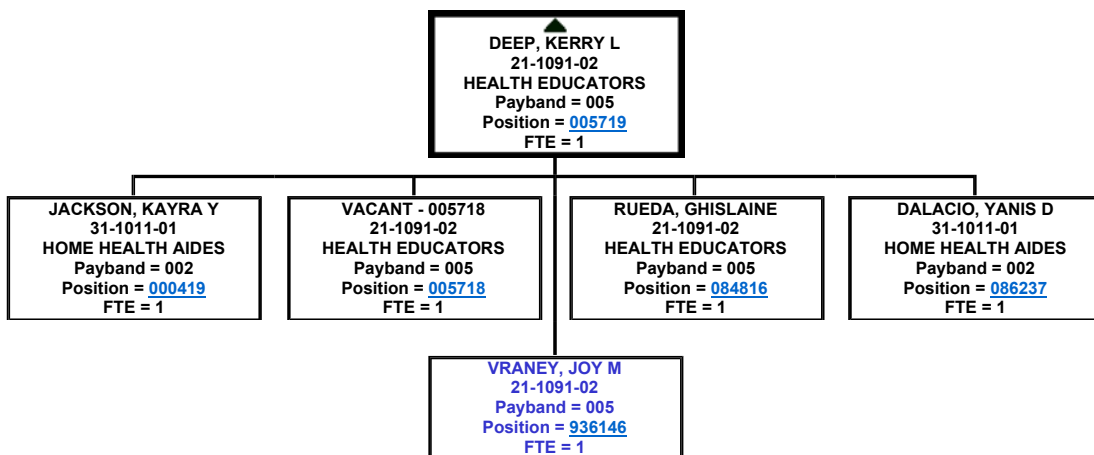 DEEP, KERRY L
21-1091-02
HEALTH EDUCATORS
Payband = 005
Position = 005719
FTE = 1
JACKSON, KAYRA Y
31-1011-01
HOME HEALTH AIDES
Payband = 002
Position = 000419
FTE = 1
VACANT - 005718
21-1091-02
HEALTH EDUCATORS
Payband = 005
Position = 005718
FTE = 1
RUEDA, GHISLAINE
21-1091-02
HEALTH EDUCATORS
Payband = 005
Position = 084816
FTE = 1
DALACIO, YANIS D
31-1011-01
HOME HEALTH AIDES
Payband = 002
Position = 086237
FTE = 1
VRANEY, JOY M
21-1091-02
Payband = 005
Position = 936146
FTE = 1